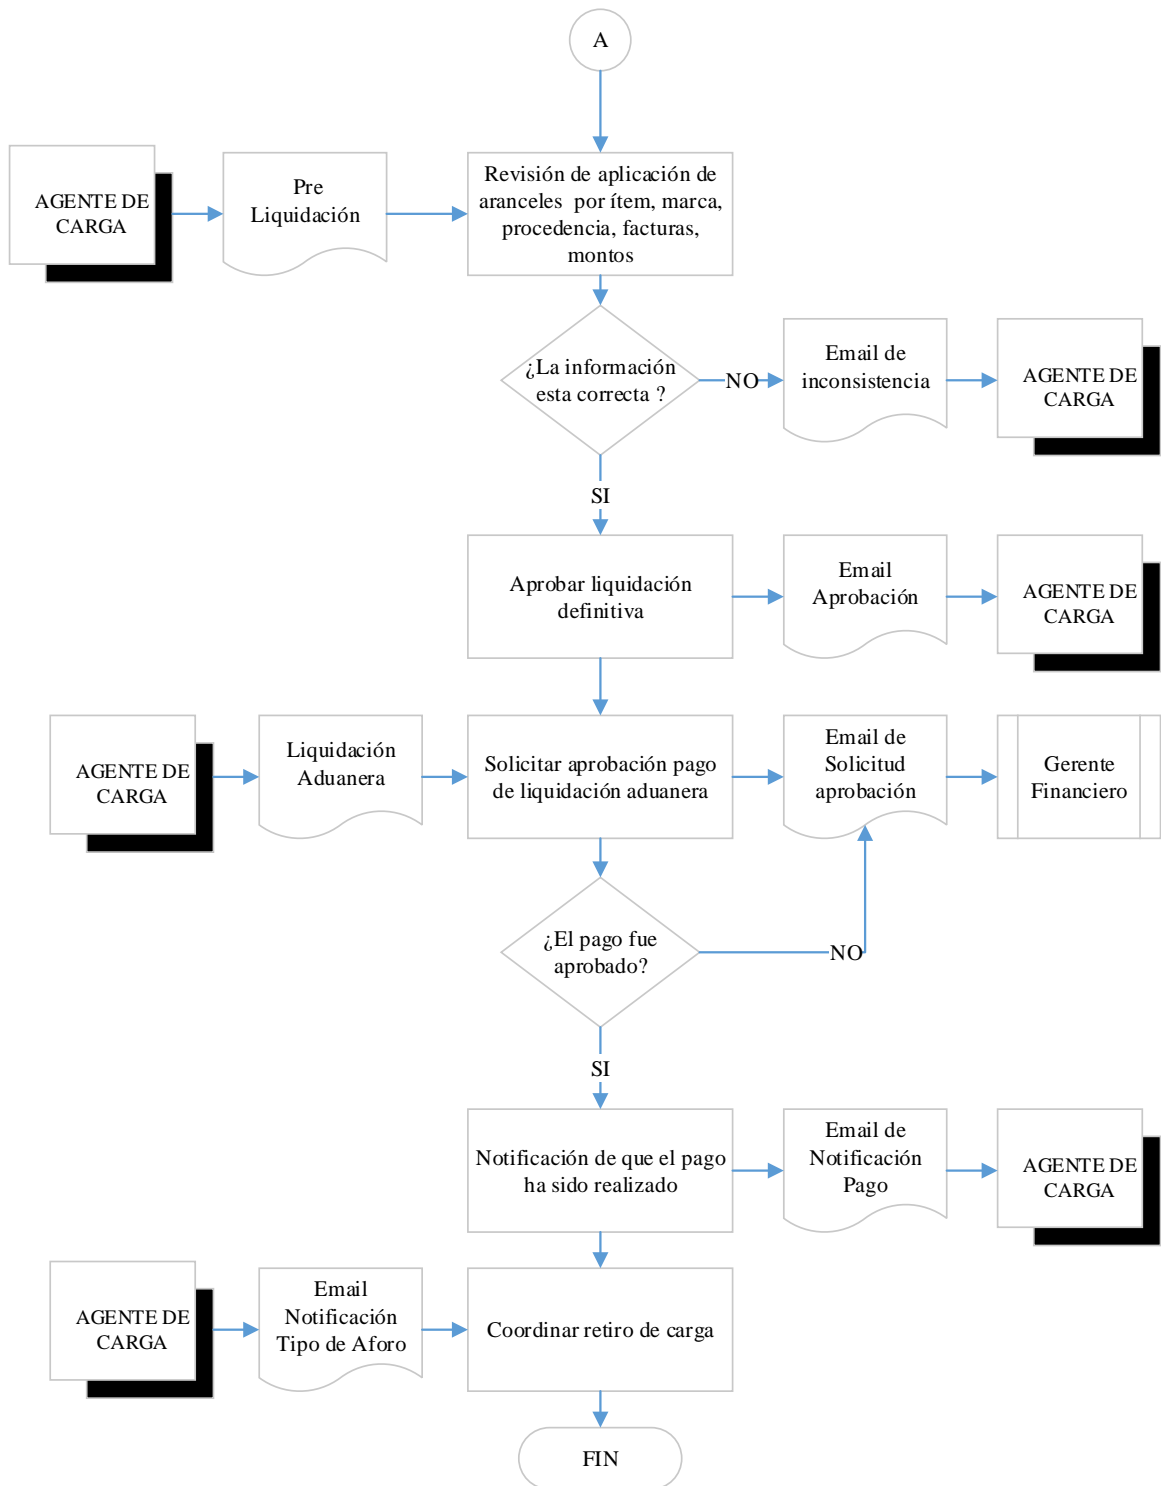 A
AGENTE DE
CARGA
Pre
Liquidación
Revisión de aplicación de
aranceles por ítem, marca,
procedencia, facturas,
montos
¿La información
esta correcta ?
NO
Email de
inconsistencia
AGENTE DE
CARGA
SI
Aprobar liquidación
definitiva
Email
Aprobación
AGENTE DE
CARGA
AGENTE DE
CARGA
Liquidación
Aduanera
Solicitar aprobación pago
de liquidación aduanera
Email de
Solicitud
aprobación
Gerente
Financiero
¿El pago fue
aprobado?
NO
SI
Notificación de que el pago
ha sido realizado
Email de
Notificación
Pago
AGENTE DE
CARGA
AGENTE DE
CARGA
Email
Notificación
Tipo de Aforo
Coordinar retiro de carga
FIN